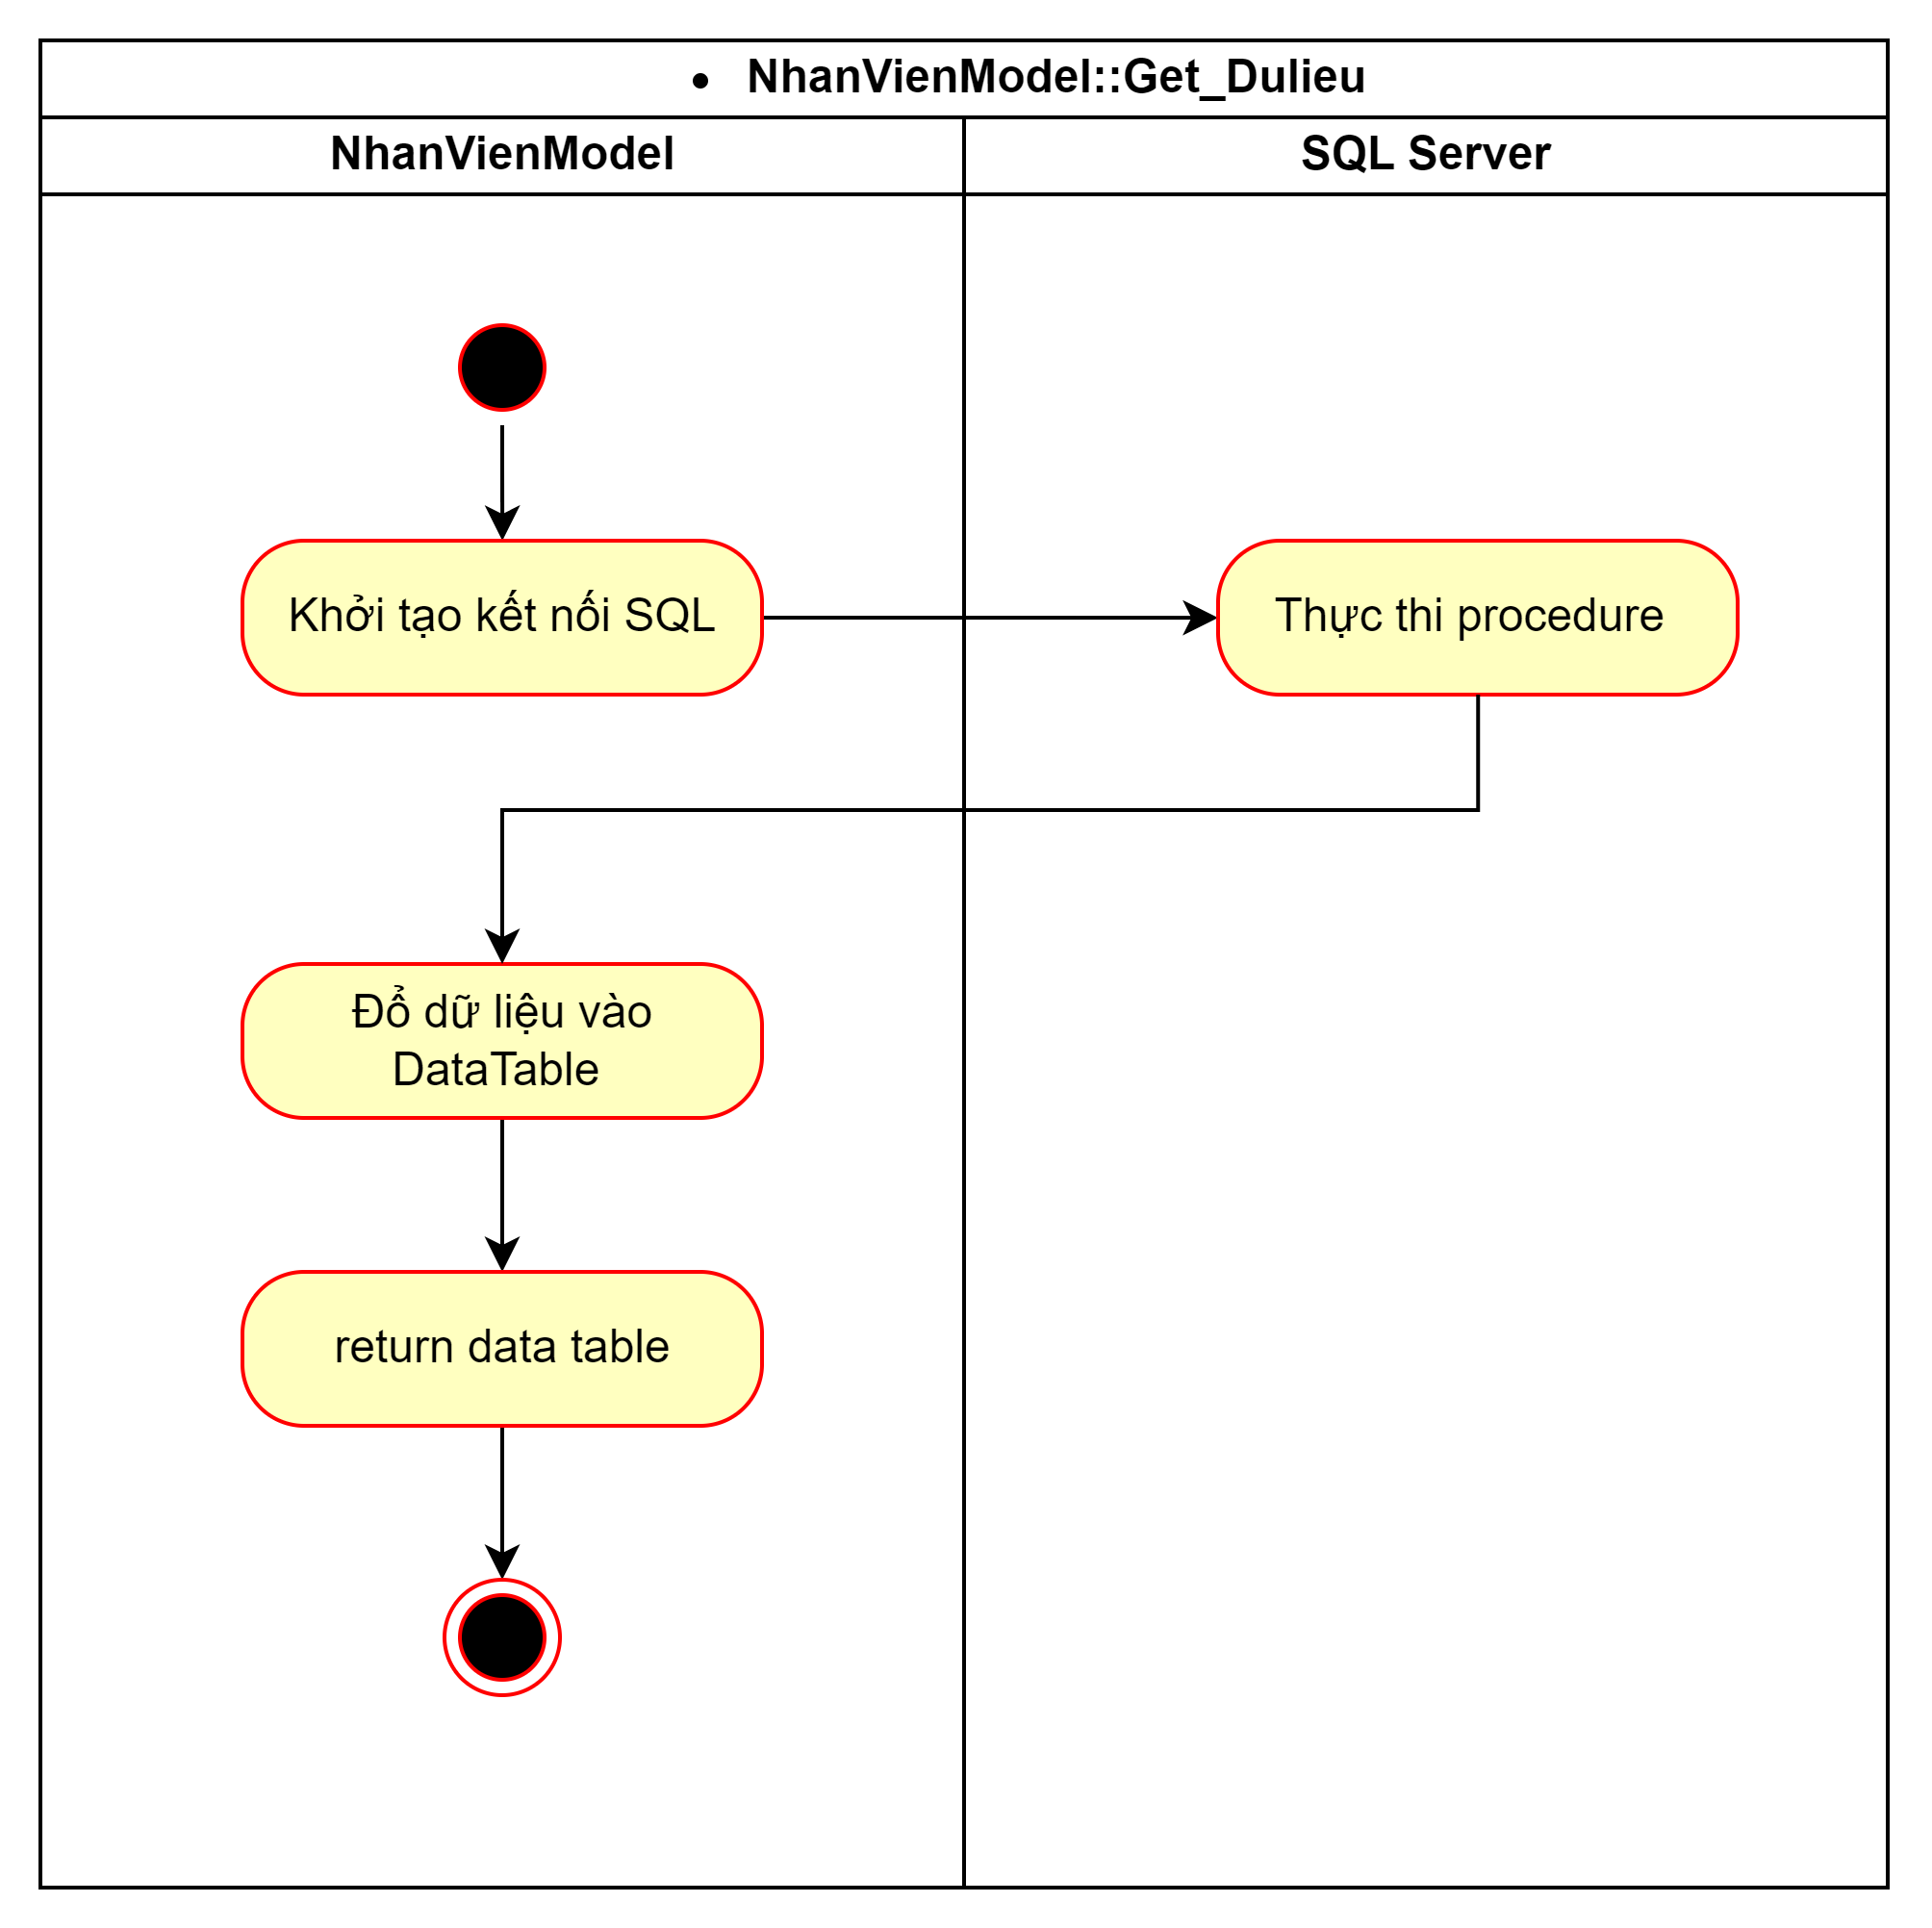 • NhanVienModel::Get_Dulieu
NhanVienModel
SQL Server
Khởi tạo kết nối SQL
Thực thi procedure
Đổ dữ liệu vào
DataTable
return data table